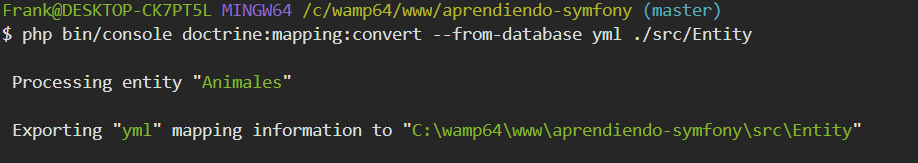 Frank@DESKTOP-CK7PT5L MINGW64 /c/wamp64/www/aprendiendo-symfony (master)
$ php bin/console doctrine:mapping:convert --from-database yml ./src/Entity
Processing entity "Animales"
Exporting "yml" mapping information to "C:\wamp64\www\aprendiendo-symfony\src\Entity"